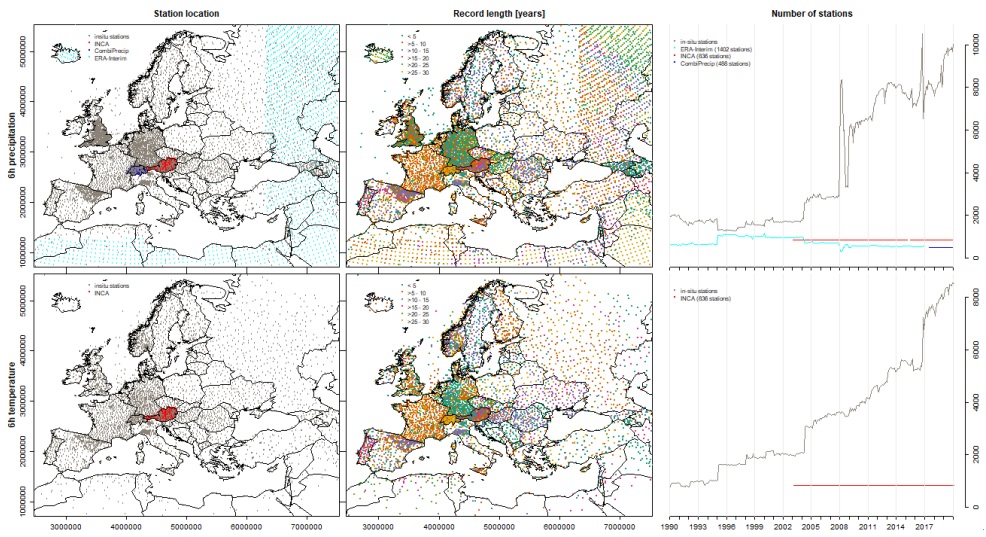 Station location
Record length [years]
Number of stations
6h precipitation
5000000
4000000
3000000
2000000
1000000
insitu stations
INCA
CombiPrecip
ERA-Interim
< 5
>5 - 10
>10 - 15
>15 - 20
>20 - 25
>25 - 30
in-situ stations
ERA-Interim (1402 stations)
INCA (836 stations)
CombiPrecip (488 stations)
10000
8000
6000
4000
2000
0
6h temperature
5000000
4000000
3000000
2000000
1000000
insitu stations
INCA
< 5
>5 - 10
>10 - 15
>15 - 20
>20 - 25
>25 - 30
in-situ stations
INCA (836 stations)
8000
6000
4000
2000
0
3000000 4000000 5000000 6000000 7000000
3000000 4000000 5000000 6000000 7000000
1990 1993 1996 1999 2002 2005 2008 2011 2014 2017